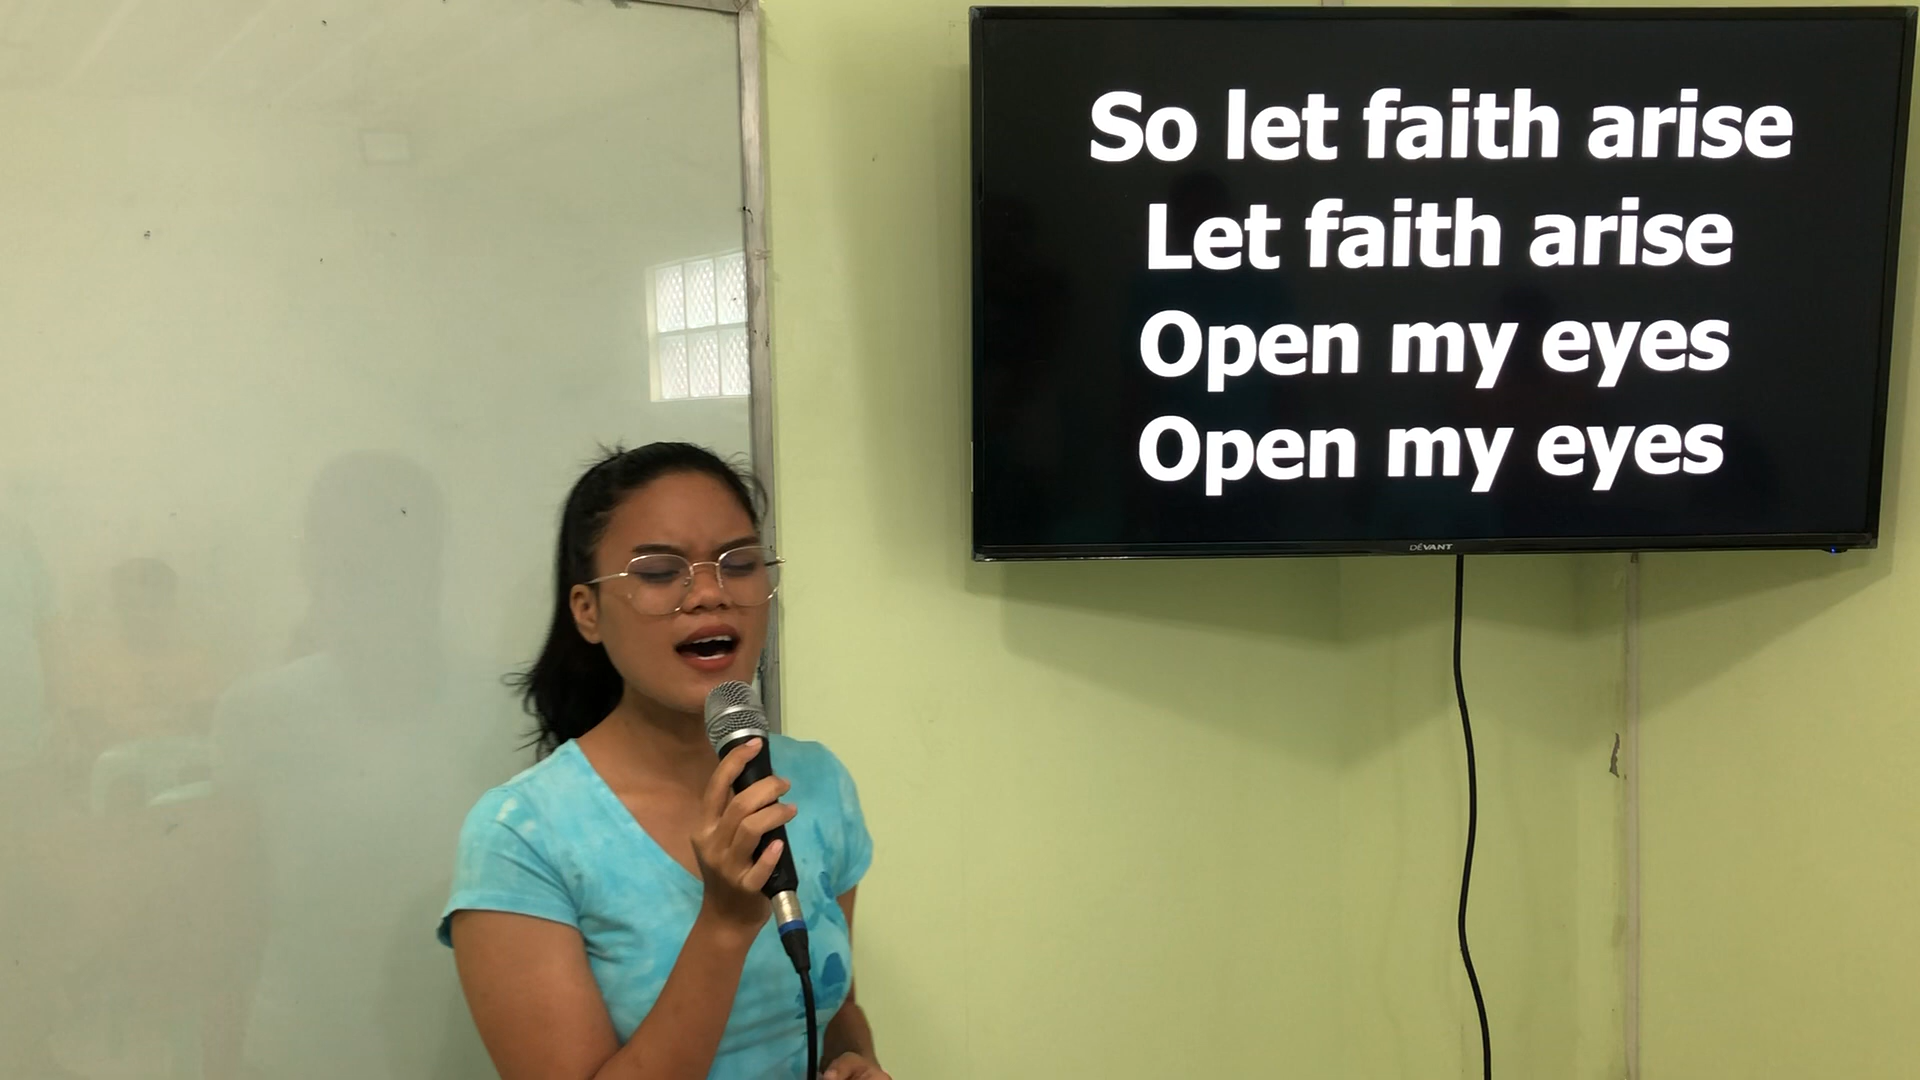 So let faith arise
Let faith arise
Open my eyes
Open my eyes
DEVANT